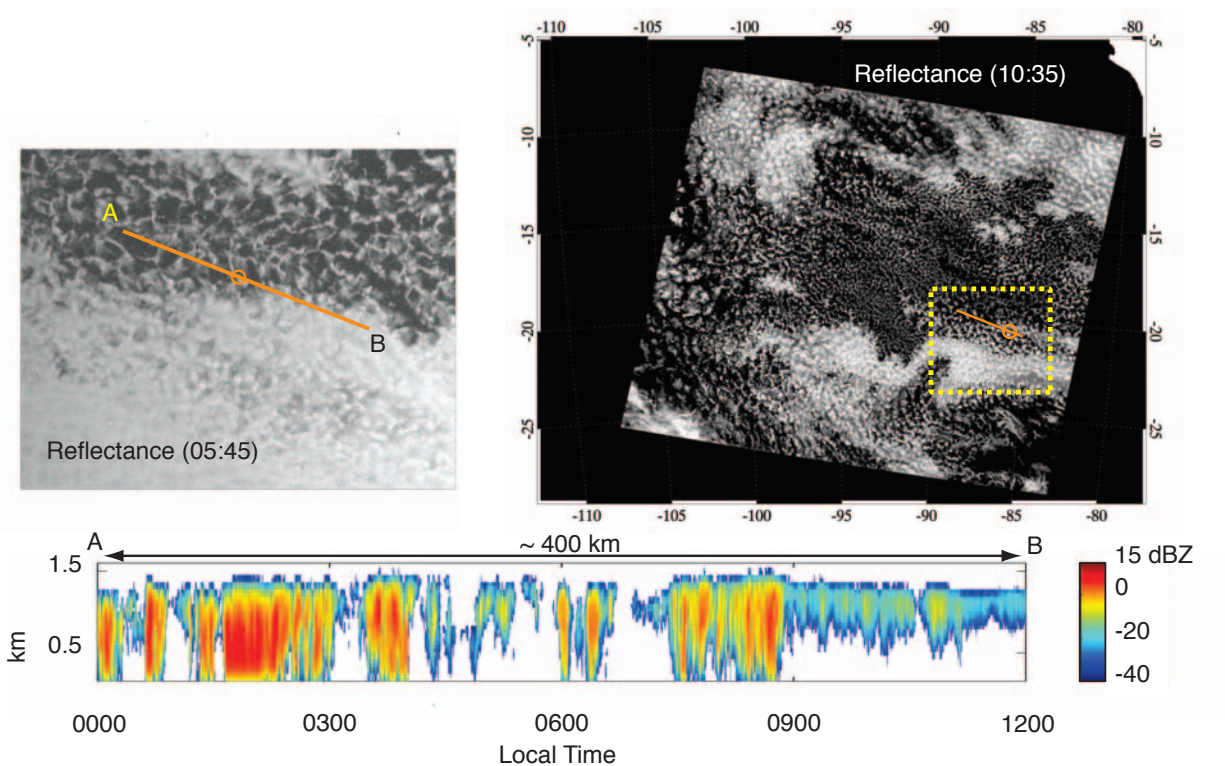 -110 -100 -90 -80
-105 -95 -85
-5 -5
Reflectance (10:35)
-10 -10
-15 -15
-20 -20
-25 -25
-110 -105 -100 -95 -90 -85 -80
A
B
Reflectance (05:45)
A ~ 400 km B
1.5
0.5
km
15 dBZ
0
-20
-40
0000 0300 0600 0900 1200
Local Time